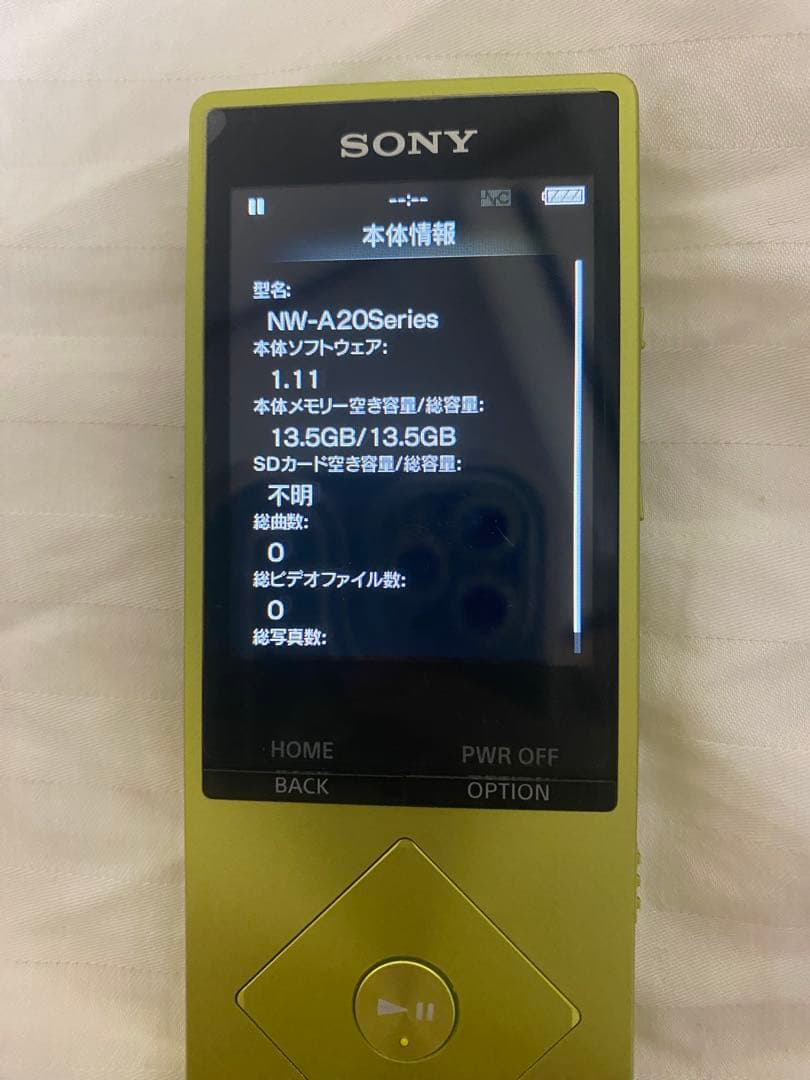 SONY
--:-- NC
本体情報
型名:
NW-A20Series
本体ソフトウェア:
1.11
本体メモリー空き容量/総容量:
13.5GB/13.5GB
SDカード空き容量/総容量:
不明
総曲数:
0
総ビデオファイル数:
0
総写真数:
HOME PWR OFF
BACK OPTION